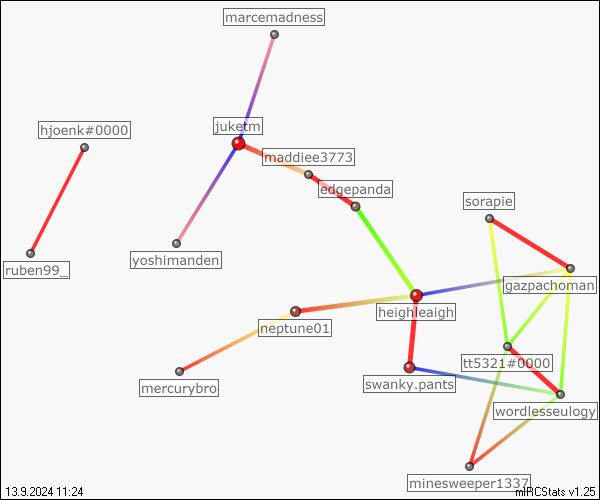 marcemadness
hjoenk#0000
juketm
maddiee3773
edgepanda
sorapie
yoshimanden
ruben99_
gazpachoman
heighleaigh
neptune01
tt5321#0000
mercurybro
swanky.pants
wordlesseulogy
minesweeper1337
13.9.2024 11:24
mIRCStats v1.25